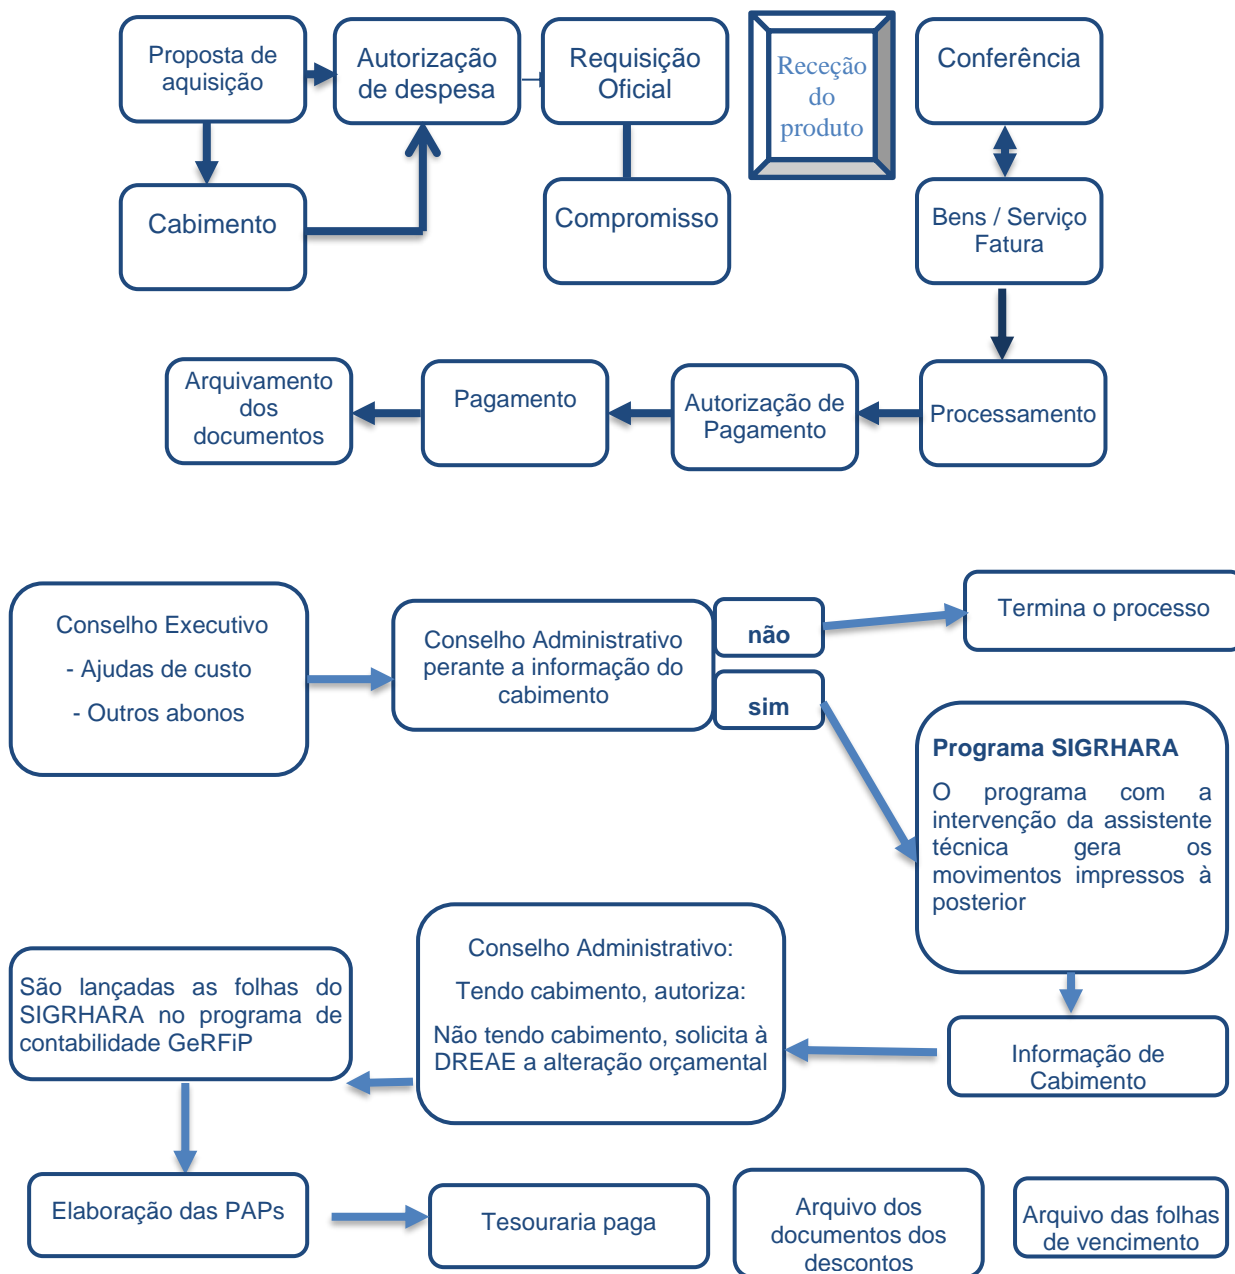 Proposta de
aquisição
Autorização
de despesa
Requisição
Oficial
Receção
do
produto
Conferência
Cabimento
Compromisso
Bens / Serviço
Fatura
Arquivamento
dos
documentos
Pagamento
Autorização de
Pagamento
Processamento
Conselho Executivo
- Ajudas de custo
- Outros abonos
Conselho Administrativo
perante a informação do
cabimento
não
sim
Termina o processo
Programa SIGRHARA
O programa com a
intervenção da assistente
técnica gera os
movimentos impressos à
posterior
São lançadas as folhas do
SIGRHARA no programa de
contabilidade GeRFiP
Conselho Administrativo:
Tendo cabimento, autoriza:
Não tendo cabimento, solicita à
DREAE a alteração orçamental
Informação de
Cabimento
Elaboração das PAPs
Tesouraria paga
Arquivo dos
documentos dos
descontos
Arquivo das folhas
de vencimento